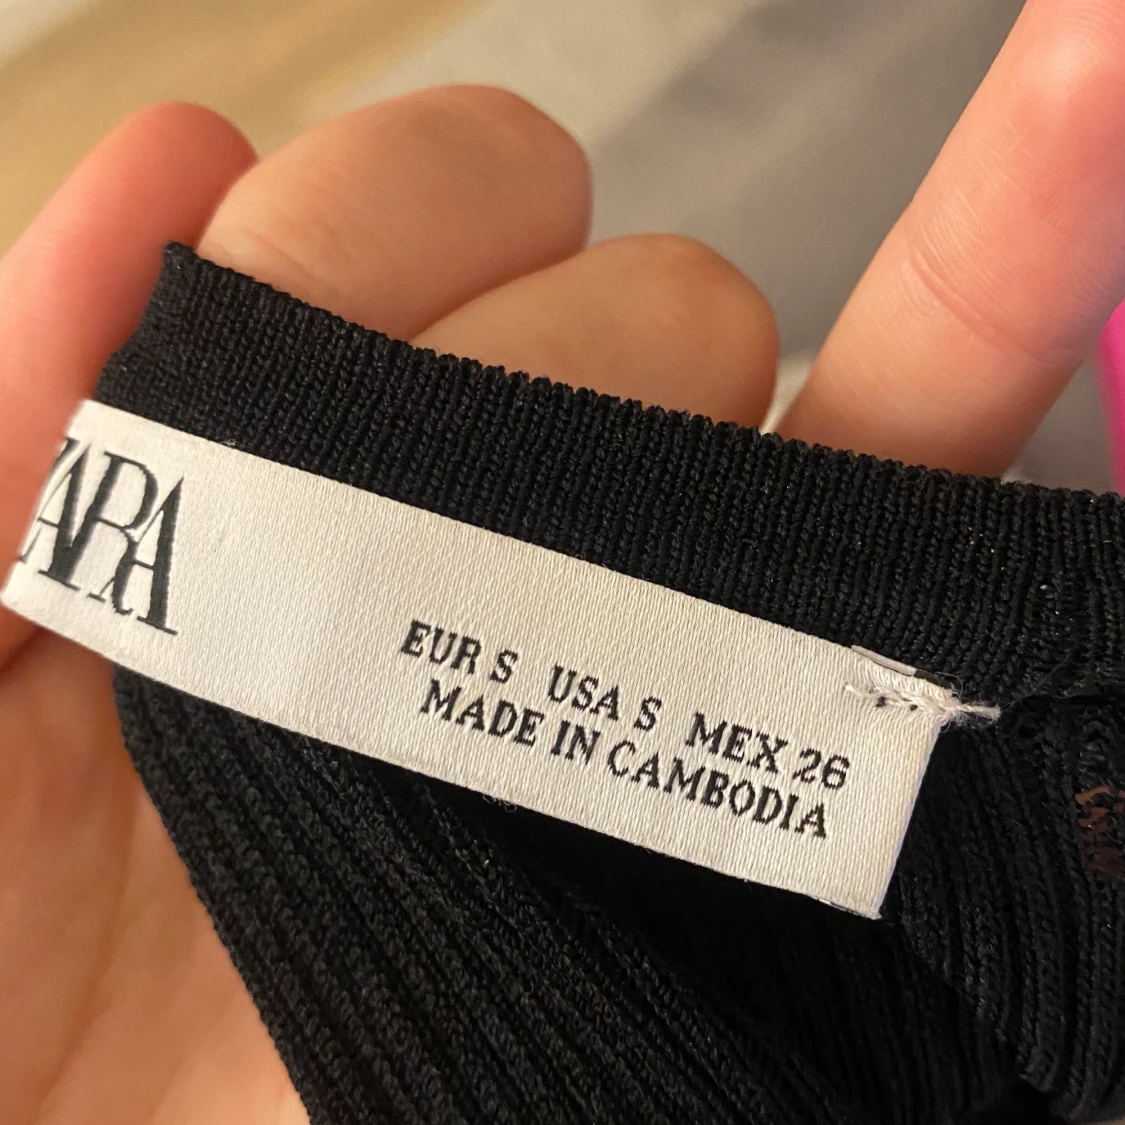 ZARA
EUR S USA S MEX 26
MADE IN CAMBODIA